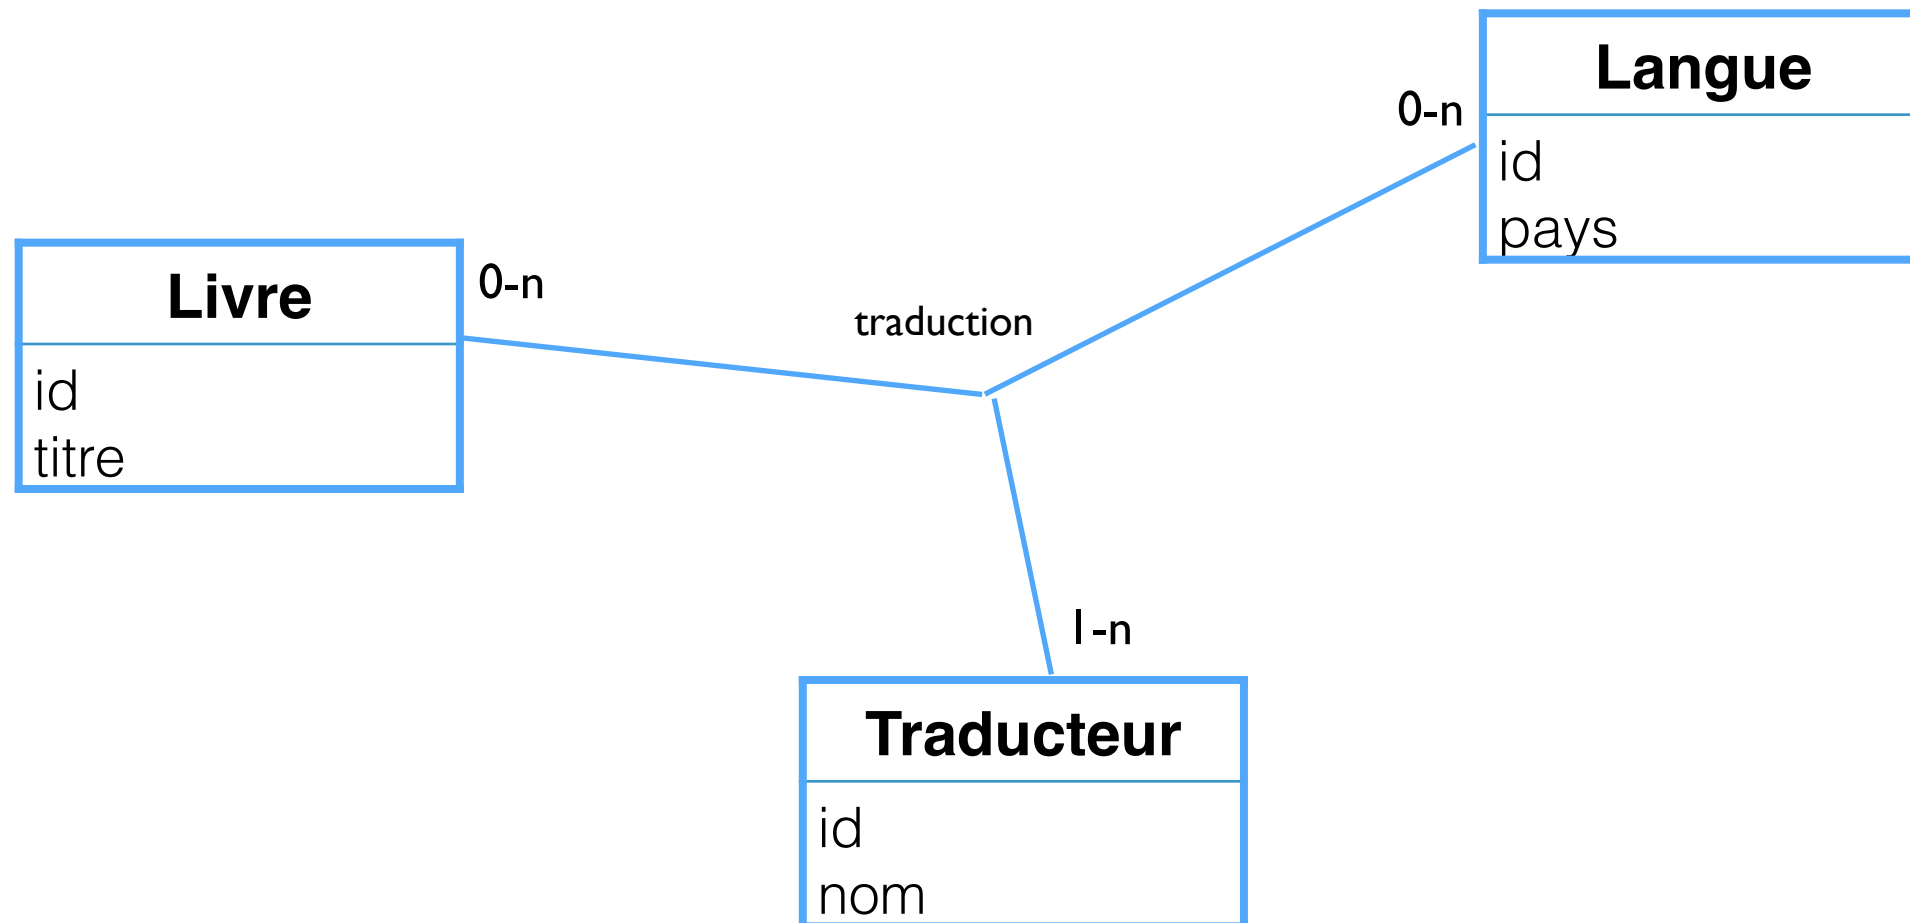 Langue
0-n
id
pays
Livre
0-n
id
titre
traduction
1-n
Traducteur
id
nom